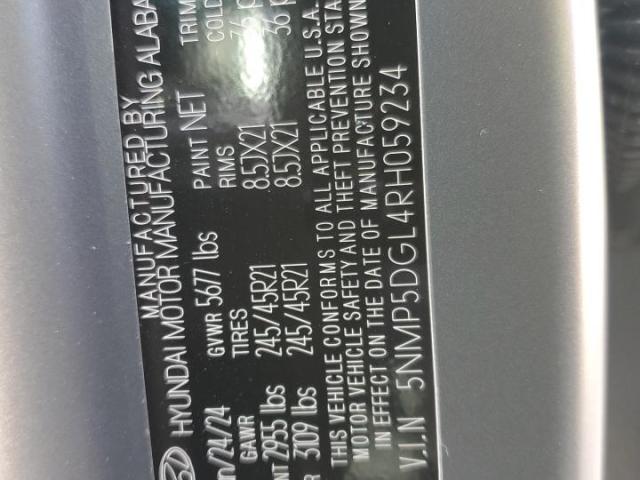 MANUFACTURED BY
HYUNDAI MOTOR MANUFACTURING ALABA
/24/24 GVWR 5677 lbs PAINT NET TRIM
GAWR TIRES RIMS COLD
NT 2955 lbs 245/45R21 8.5JX21 36 p
3109 lbs 245/45R21 8.5JX21 36 p
THIS VEHICLE CONFORMS TO ALL APPLICABLE U.S.A.
MOTOR VEHICLE SAFETY AND THEFT PREVENTION STA
IN EFFECT ON THE DATE OF MANUFACTURE SHOWN
V.I.N 5NMP5DGL4RH059234